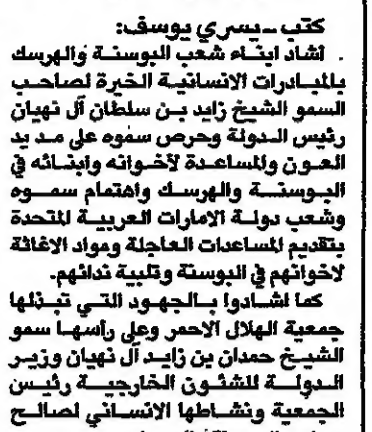 كتب ـ يسري يوسف:
. أشاد ابناء شعب البوسنة والهرسك
بالمبادرات الانسانية الخيرة لصاحب
السمو الشيخ زايد بن سلطان آل نهيان
رئيس الدولة وحرص سموه على مد يد
العون والمساعدة لأخوانه وابنائه في
البوسنة والهرسك واهتمام سموه
وشعب دولة الامارات العربية المتحدة
بتقديم المساعدات العاجلة ومواد الاغاثة
لاخوانهم في البوسنة وتلبية ندائهم.
كما اشادوا بالجهود التي تبذلها
جمعية الهلال الاحمر وعلى رأسها سمو
الشيخ حمدان بن زايد آل نهيان وزير
الدولة للشئون الخارجية رئيس
الجمعية ونشاطها الانساني لصالح